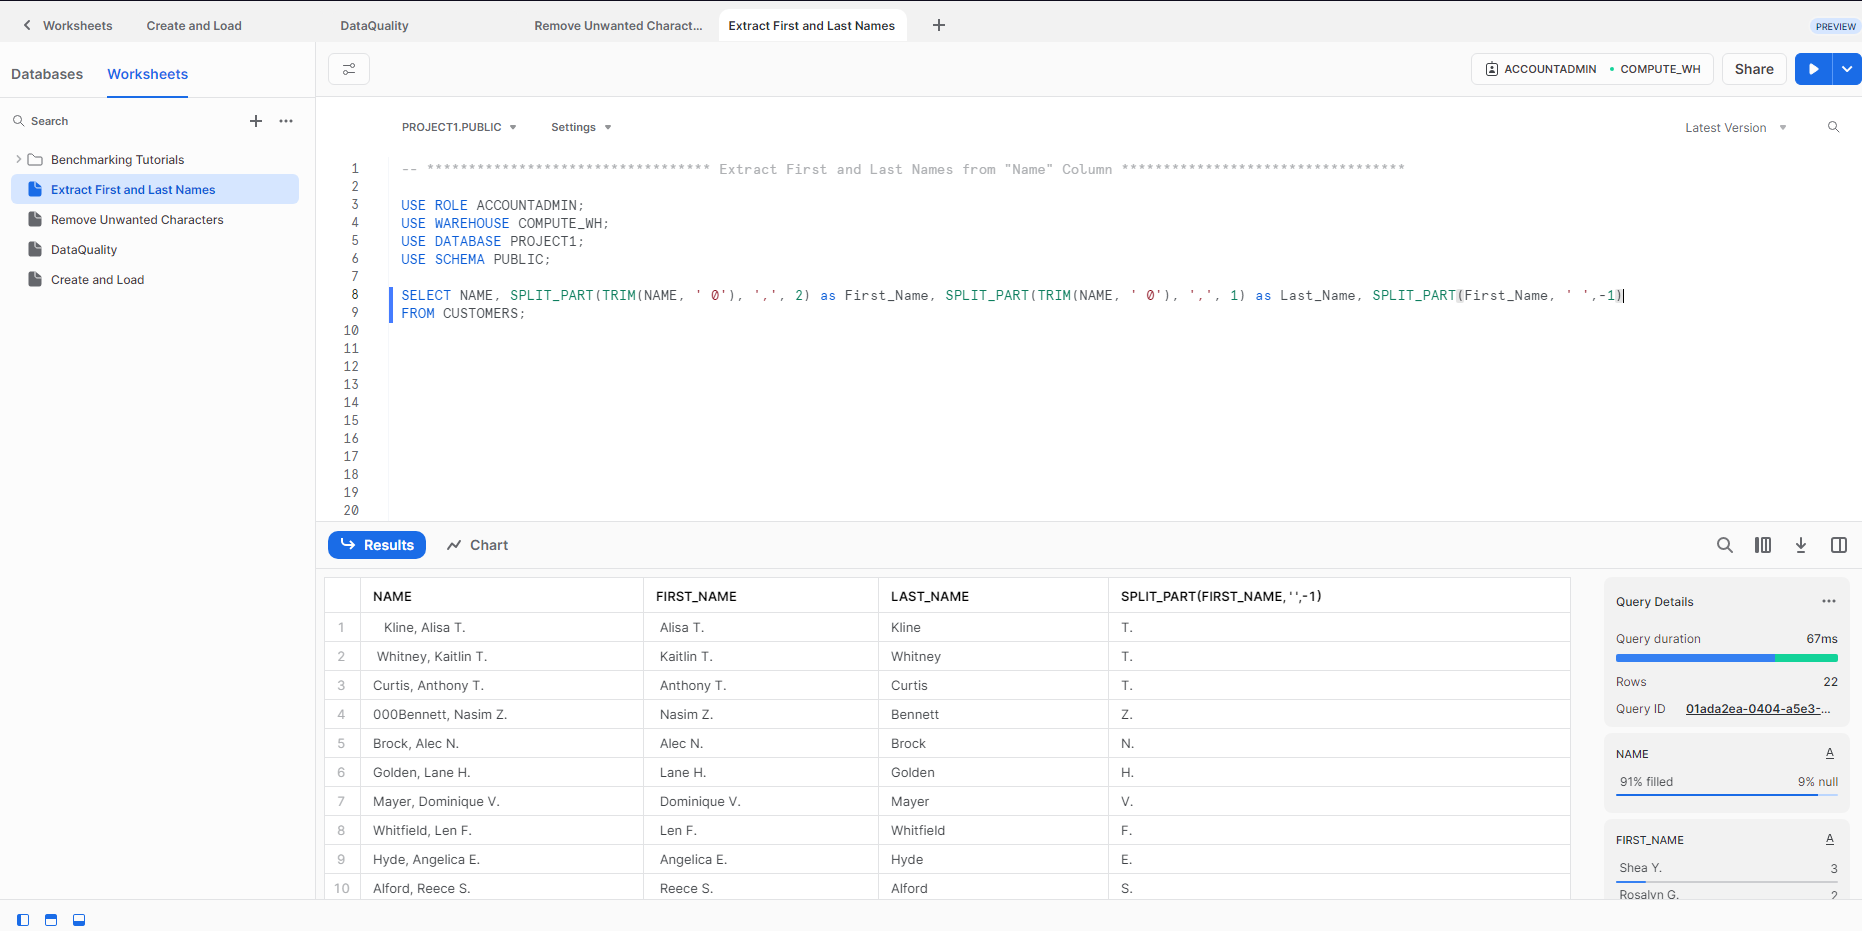 Worksheets Create and Load DataQuality Remove Unwanted Charact... Extract First and Last Names
PREVIEW
Databases Worksheets
ACCOUNTADMIN COMPUTE_WH Share
Search
Benchmarking Tutorials
Extract First and Last Names
Remove Unwanted Characters
DataQuality
Create and Load
PROJECT1.PUBLIC Settings Latest Version
1 -- ********************************** Extract First and Last Names from "Name" Column **********************************
2
3 USE ROLE ACCOUNTADMIN;
4 USE WAREHOUSE COMPUTE_WH;
5 USE DATABASE PROJECT1;
6 USE SCHEMA PUBLIC;
7
8 SELECT NAME, SPLIT_PART(TRIM(NAME, ' 0'), ',', 2) as First_Name, SPLIT_PART(TRIM(NAME, ' 0'), ',', 1) as Last_Name, SPLIT_PART(First_Name, ' ',-1)
9 FROM CUSTOMERS;
10
11
12
13
14
15
16
17
18
19
20
Results Chart
NAME FIRST_NAME LAST_NAME SPLIT_PART(FIRST_NAME, ' ',-1)
1 Kline, Alisa T. Alisa T. Kline T.
2 Whitney, Kaitlin T. Kaitlin T. Whitney T.
3 Curtis, Anthony T. Anthony T. Curtis T.
4 000Bennett, Nasim Z. Nasim Z. Bennett Z.
5 Brock, Alec N. Alec N. Brock N.
6 Golden, Lane H. Lane H. Golden H.
7 Mayer, Dominique V. Dominique V. Mayer V.
8 Whitfield, Len F. Len F. Whitfield F.
9 Hyde, Angelica E. Angelica E. Hyde E.
10 Alford, Reece S. Reece S. Alford S.
Query Details ...
Query duration 67ms
Rows 22
Query ID 01ada2ea-0404-a5e3-...
NAME A
91% filled 9% null
FIRST_NAME A
Shea Y. 3
Rosalyn G. 2